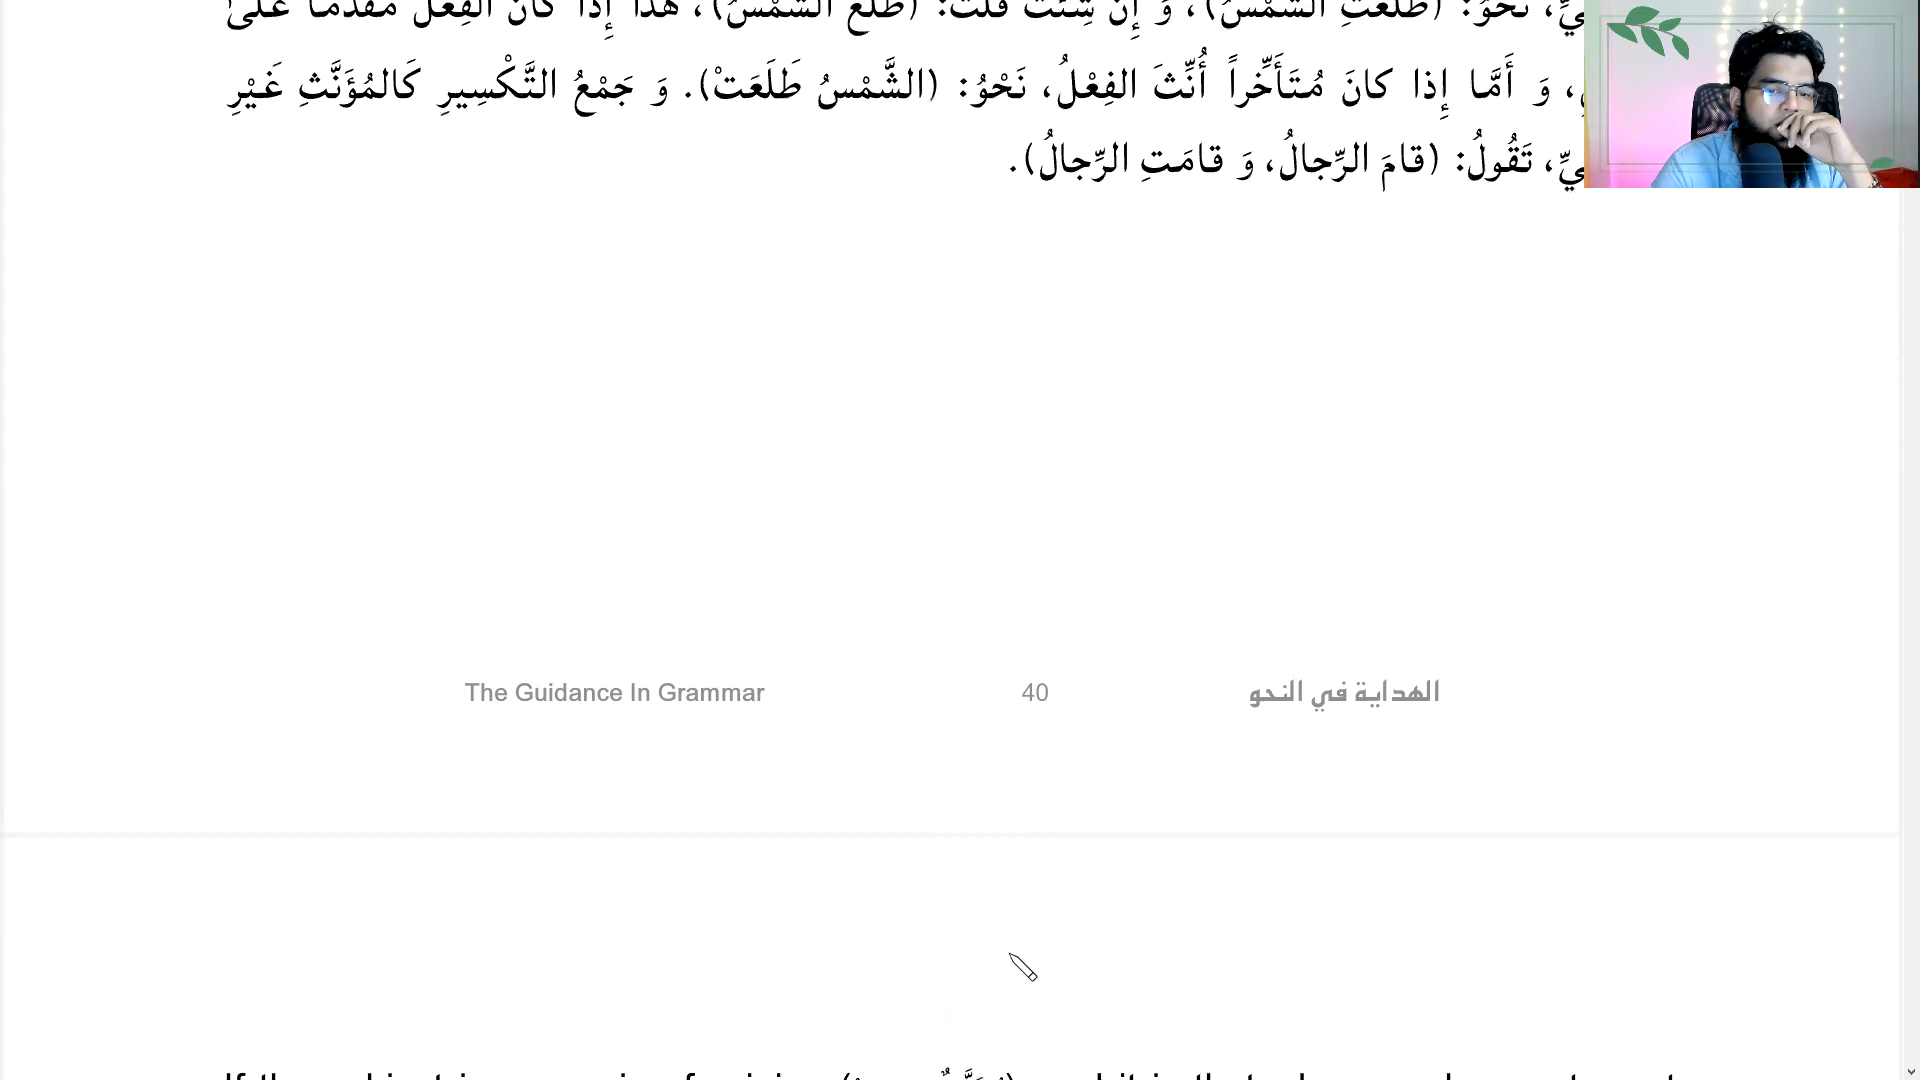 نَحْوُ: (طَلَعَتِ الشَّمْسُ)، وَ إِنْ شِئْتَ قُلْتَ: (طَلَعَ الشَّمْسُ)، هٰذا إِذا كانَ الفِعْلُ مُقَدَّماً عَلىٰ
وَ أَمَّا إِذا كانَ مُتَأَخِّراً أُنِّثَ الفِعْلُ، نَحْوُ: (الشَّمْسُ طَلَعَتْ). وَ جَمْعُ التَّكْسِيرِ كَالمُؤَنَّثِ غَيْرِ
تَقُولُ: (قامَ الرِّجالُ، وَ قامَتِ الرِّجالُ).
The Guidance In Grammar 40 الهداية في النحو